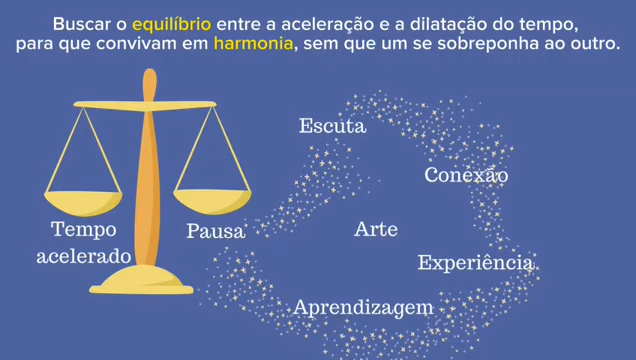 Buscar o equilíbrio entre a aceleração e a dilatação do tempo,
para que convivam em harmonia, sem que um se sobreponha ao outro.
Escuta
Conexão
Tempo
acelerado
Pausa
Arte
Experiência
Aprendizagem